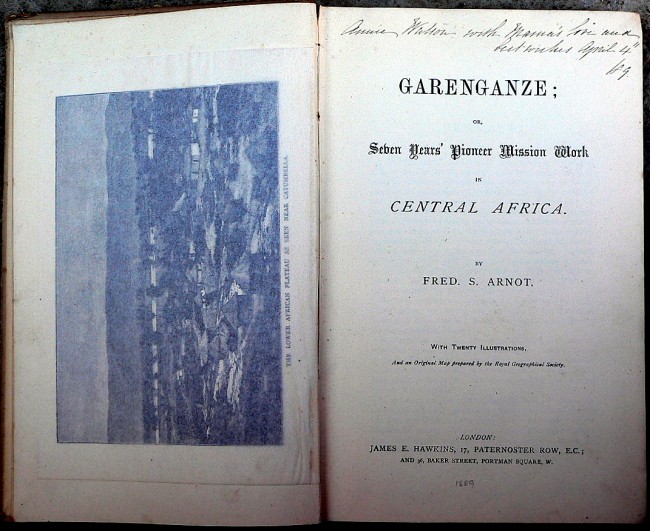 THE LOWER AFRICAN PLATEAU AS SEEN NEAR CATUMBELLA.
Annie Watson with Mama's love and
best wishes April 4th
/89
GARENGANZE;
OR,
Seven Years' Pioneer Mission Work
IN
CENTRAL AFRICA.
BY
FRED. S. ARNOT.
WITH TWENTY ILLUSTRATIONS,
And an Original Map prepared by the Royal Geographical Society.
LONDON:
JAMES E. HAWKINS, 17, PATERNOSTER ROW, E.C.;
AND 36, BAKER STREET, PORTMAN SQUARE, W.
1889